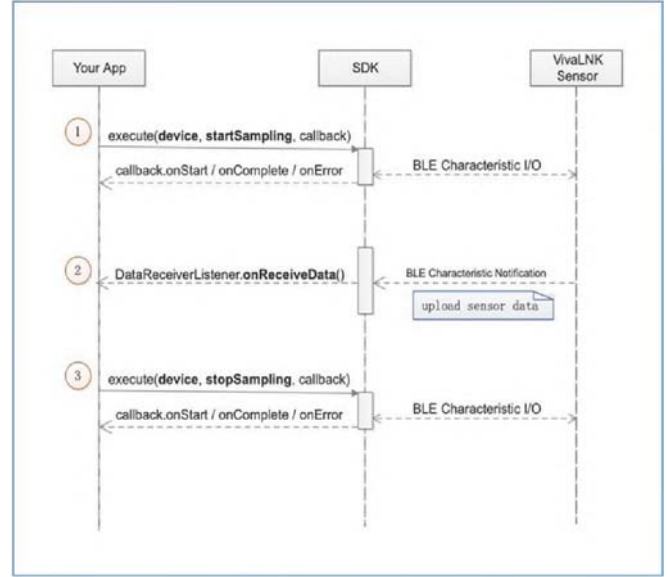 Your App
SDK
VivaLNK
Sensor
1
execute(device, startSampling, callback)
callback.onStart / onComplete / onError
BLE Characteristic I/O
2
DataReceiverListener.onReceiveData()
BLE Characteristic Notification
upload sensor data
3
execute(device, stopSampling, callback)
callback.onStart / onComplete / onError
BLE Characteristic I/O